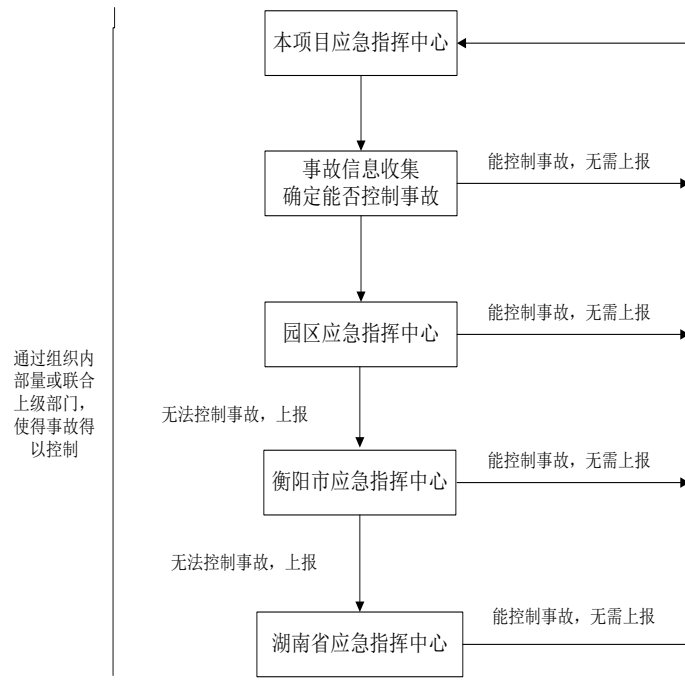 本项目应急指挥中心
事故信息收集
确定能否控制事故
能控制事故，无需上报
园区应急指挥中心
能控制事故，无需上报
通过组织内
部量或联合
上级部门，
使得事故得
以控制
无法控制事故，上报
衡阳市应急指挥中心
能控制事故，无需上报
无法控制事故，上报
湖南省应急指挥中心
能控制事故，无需上报